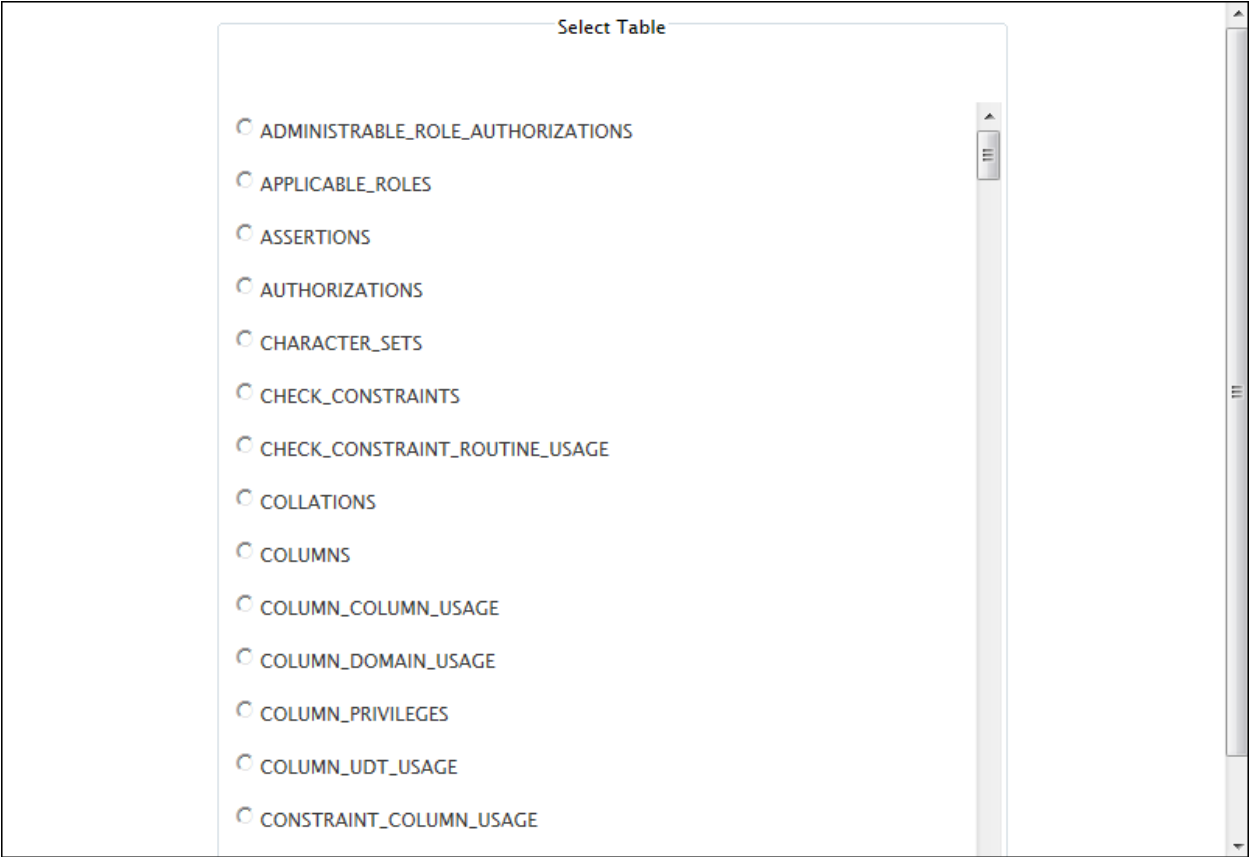 Select Table
ADMINISTRABLE_ROLE_AUTHORIZATIONS
APPLICABLE_ROLES
ASSERTIONS
AUTHORIZATIONS
CHARACTER_SETS
CHECK_CONSTRAINTS
CHECK_CONSTRAINT_ROUTINE_USAGE
COLLATIONS
COLUMNS
COLUMN_COLUMN_USAGE
COLUMN_DOMAIN_USAGE
COLUMN_PRIVILEGES
COLUMN_UDT_USAGE
CONSTRAINT_COLUMN_USAGE